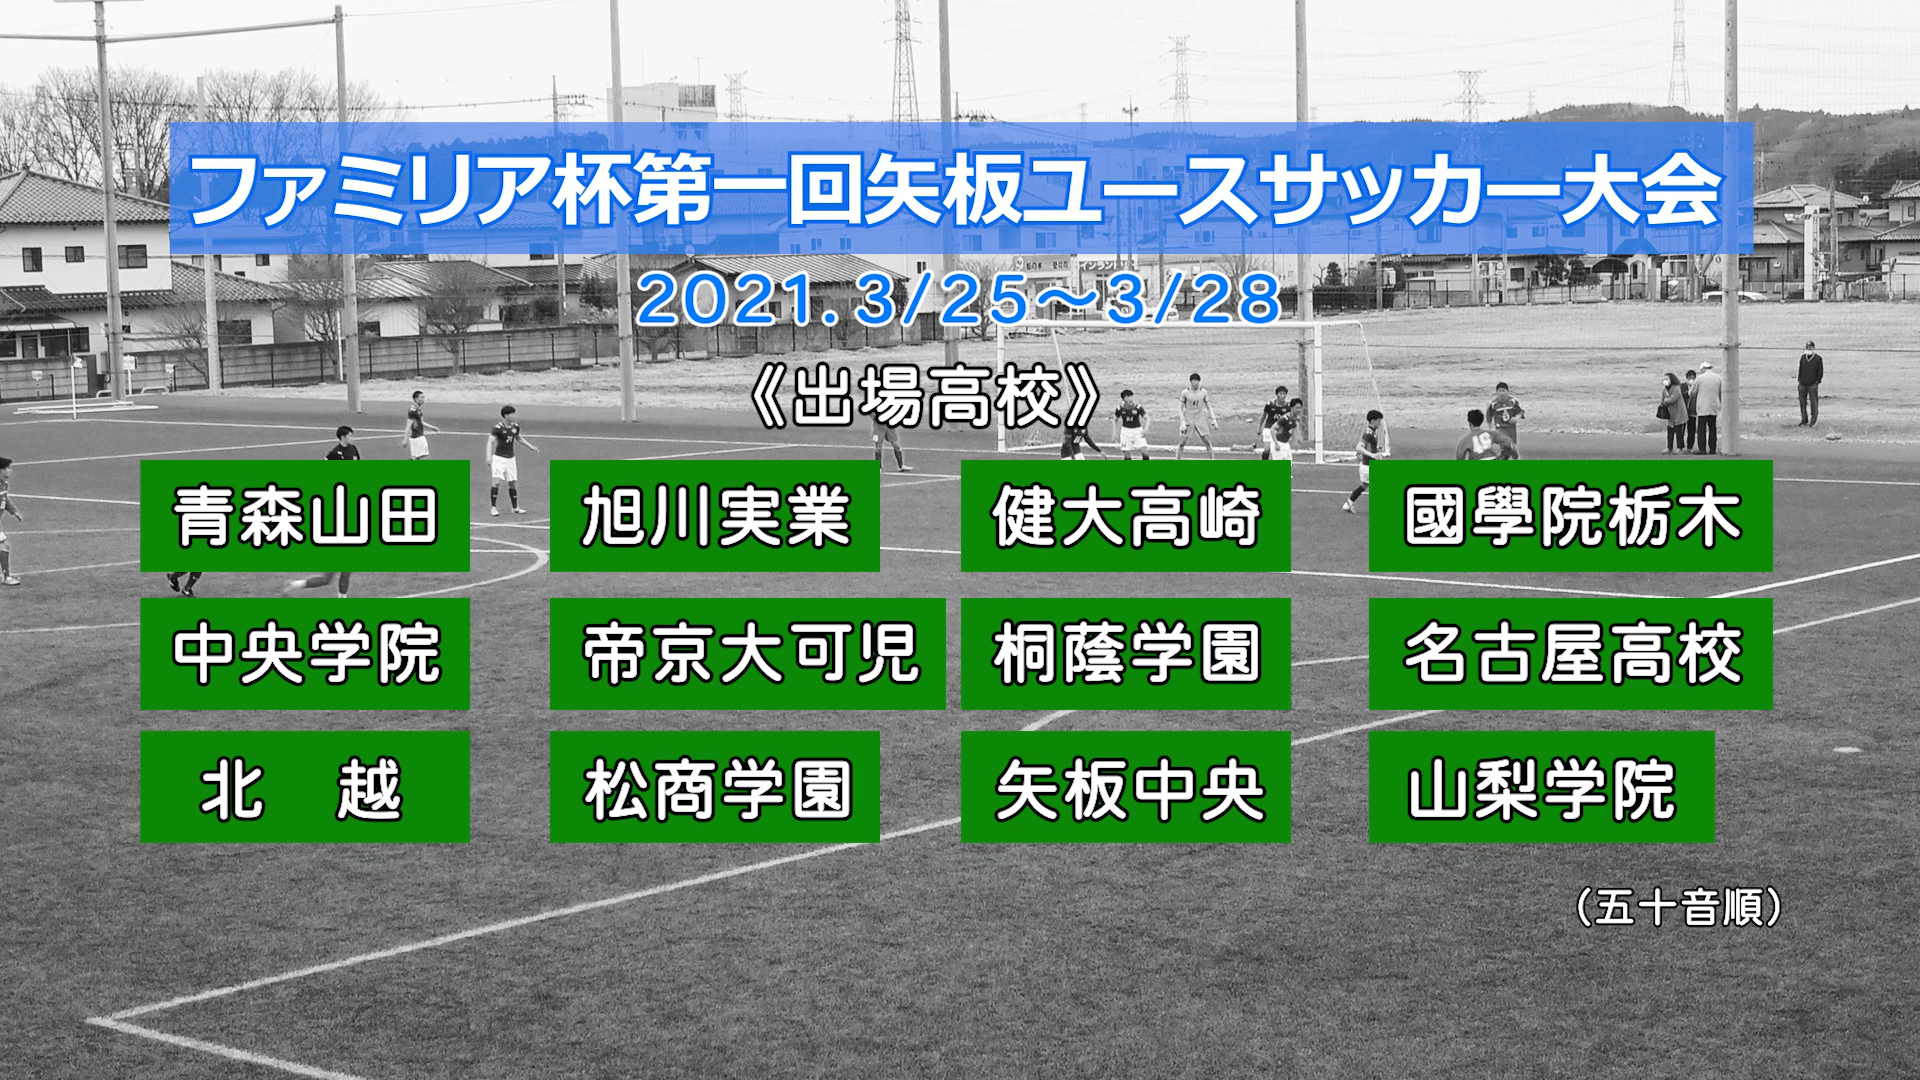 ファミリア杯第一回矢板ユースサッカー大会
2021.3/25～3/28
《出場高校》
青森山田 旭川実業 健大高崎 國學院栃木
中央学院 帝京大可児 桐蔭学園 名古屋高校
北 越 松商学園 矢板中央 山梨学院
（五十音順）